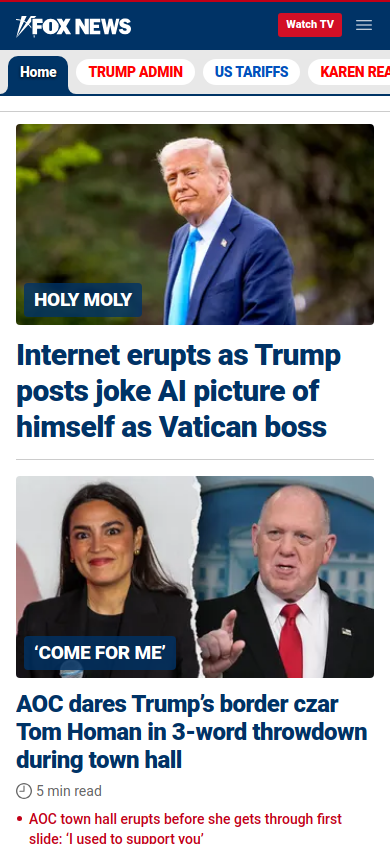 FOX NEWS
Watch TV
Home
TRUMP ADMIN
US TARIFFS
KAREN REA
HOLY MOLY
Internet erupts as Trump
posts joke AI picture of
himself as Vatican boss
‘COME FOR ME’
AOC dares Trump’s border czar
Tom Homan in 3-word throwdown
during town hall
5 min read
• AOC town hall erupts before she gets through first
slide: ‘I used to support you’